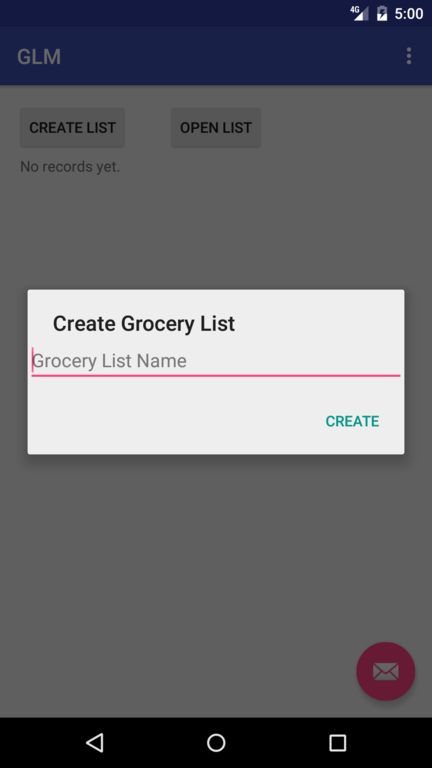 4G 5:00
GLM
CREATE LIST OPEN LIST
No records yet.
Create Grocery List
Grocery List Name
CREATE